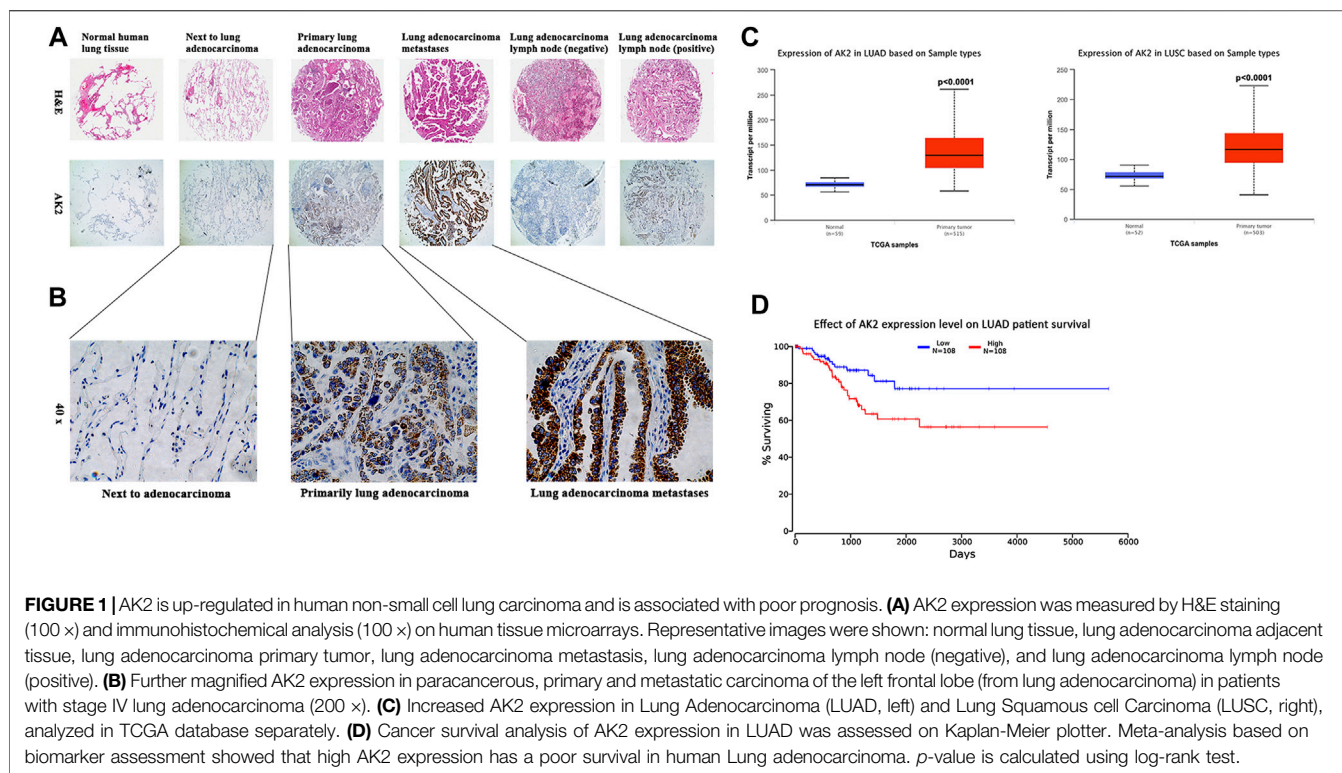 A
Normal human
lung tissue
Next to lung
adenocarcinoma
Primary lung
adenocarcinoma
Lung adenocarcinoma
metastases
Lung adenocarcinoma
lymph node (negative)
Lung adenocarcinoma
lymph node (positive)
H&E
AK2
B
40 x
Next to adenocarcinoma
Primarily lung adenocarcinoma
Lung adenocarcinoma metastases
C
Expression of AK2 in LUAD based on Sample types
Transcript per million
300
250
200
150
100
50
0
p<0.0001
Normal
(n=59)
Primary tumor
(n=515)
TCGA samples
Expression of AK2 in LUSC based on Sample types
Transcript per million
250
200
150
100
50
0
p<0.0001
Normal
(n=52)
Primary tumor
(n=503)
TCGA samples
D
Effect of AK2 expression level on LUAD patient survival
Low
N=108
High
N=108
% Surviving
100
80
60
40
20
0
0 1000 2000 3000 4000 5000 6000
Days
FIGURE 1 | AK2 is up-regulated in human non-small cell lung carcinoma and is associated with poor prognosis. (A) AK2 expression was measured by H&E staining
(100 ×) and immunohistochemical analysis (100 ×) on human tissue microarrays. Representative images were shown: normal lung tissue, lung adenocarcinoma adjacent
tissue, lung adenocarcinoma primary tumor, lung adenocarcinoma metastasis, lung adenocarcinoma lymph node (negative), and lung adenocarcinoma lymph node
(positive). (B) Further magnified AK2 expression in paracancerous, primary and metastatic carcinoma of the left frontal lobe (from lung adenocarcinoma) in patients
with stage IV lung adenocarcinoma (200 ×). (C) Increased AK2 expression in Lung Adenocarcinoma (LUAD, left) and Lung Squamous cell Carcinoma (LUSC, right),
analyzed in TCGA database separately. (D) Cancer survival analysis of AK2 expression in LUAD was assessed on Kaplan-Meier plotter. Meta-analysis based on
biomarker assessment showed that high AK2 expression has a poor survival in human Lung adenocarcinoma. p-value is calculated using log-rank test.